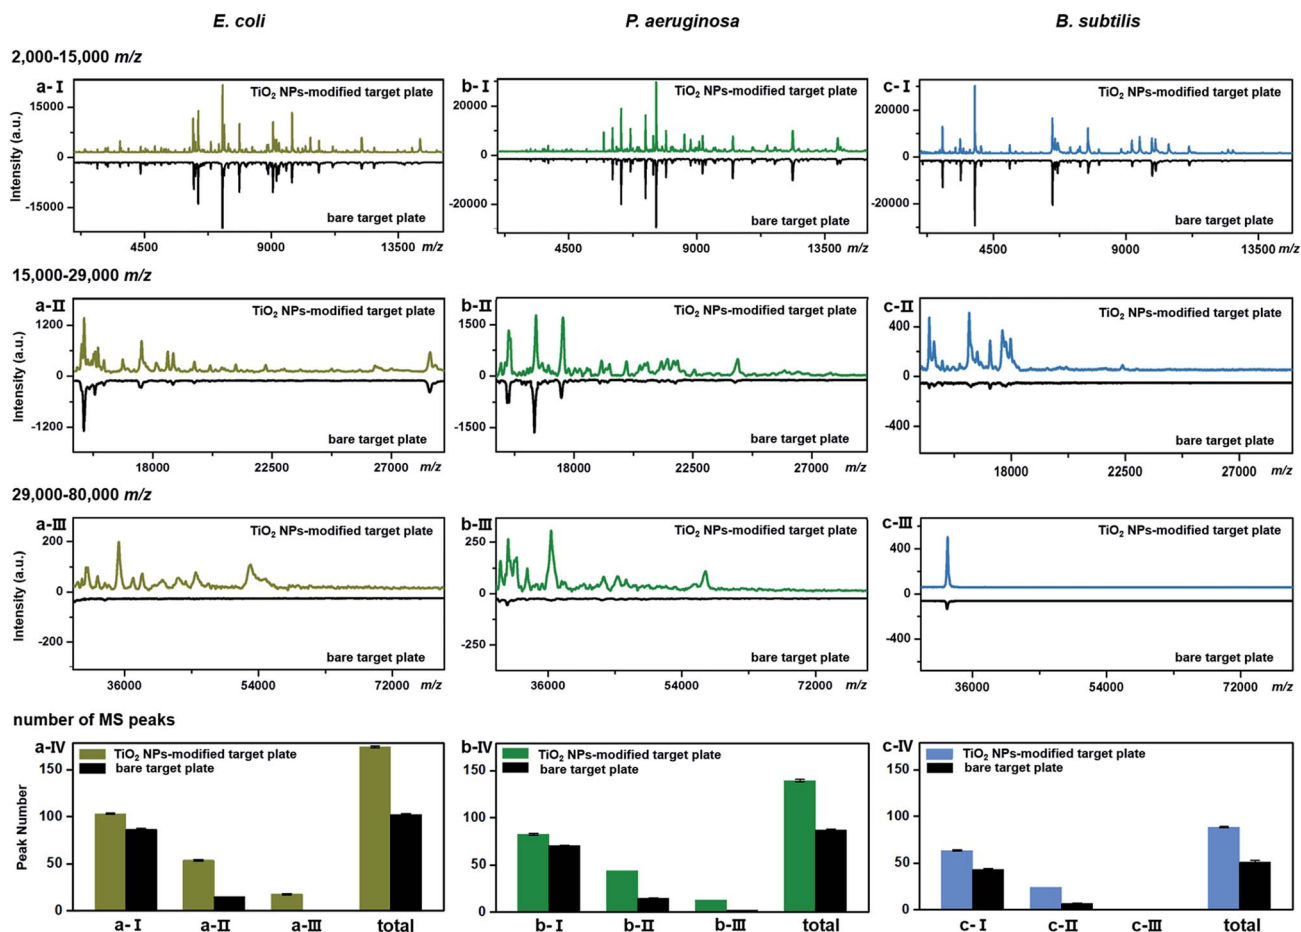 E. coli
P. aeruginosa
B. subtilis
2,000-15,000 m/z
a-Ⅰ
TiO₂ NPs-modified target plate
15000
0
-15000
Intensity (a.u.)
bare target plate
4500
9000
13500
m/z
b-Ⅰ
TiO₂ NPs-modified target plate
20000
0
-20000
bare target plate
4500
9000
13500
m/z
c-Ⅰ
TiO₂ NPs-modified target plate
20000
0
-20000
bare target plate
4500
9000
13500
m/z
15,000-29,000 m/z
a-Ⅱ
TiO₂ NPs-modified target plate
1200
0
-1200
Intensity (a.u.)
bare target plate
18000
22500
27000
m/z
b-Ⅱ
TiO₂ NPs-modified target plate
1500
0
-1500
bare target plate
18000
22500
27000
m/z
c-Ⅱ
TiO₂ NPs-modified target plate
400
0
-400
bare target plate
18000
22500
27000
m/z
29,000-80,000 m/z
a-Ⅲ
TiO₂ NPs-modified target plate
200
0
-200
Intensity (a.u.)
bare target plate
36000
54000
72000
m/z
b-Ⅲ
TiO₂ NPs-modified target plate
250
0
-250
bare target plate
36000
54000
72000
m/z
c-Ⅲ
TiO₂ NPs-modified target plate
400
0
-400
bare target plate
36000
54000
72000
m/z
number of MS peaks
a-Ⅳ
TiO₂ NPs-modified target plate
bare target plate
150
100
50
0
Peak Number
a-Ⅰ
a-Ⅱ
a-Ⅲ
total
b-Ⅳ
TiO₂ NPs-modified target plate
bare target plate
150
100
50
0
b-Ⅰ
b-Ⅱ
b-Ⅲ
total
c-Ⅳ
TiO₂ NPs-modified target plate
bare target plate
150
100
50
0
c-Ⅰ
c-Ⅱ
c-Ⅲ
total